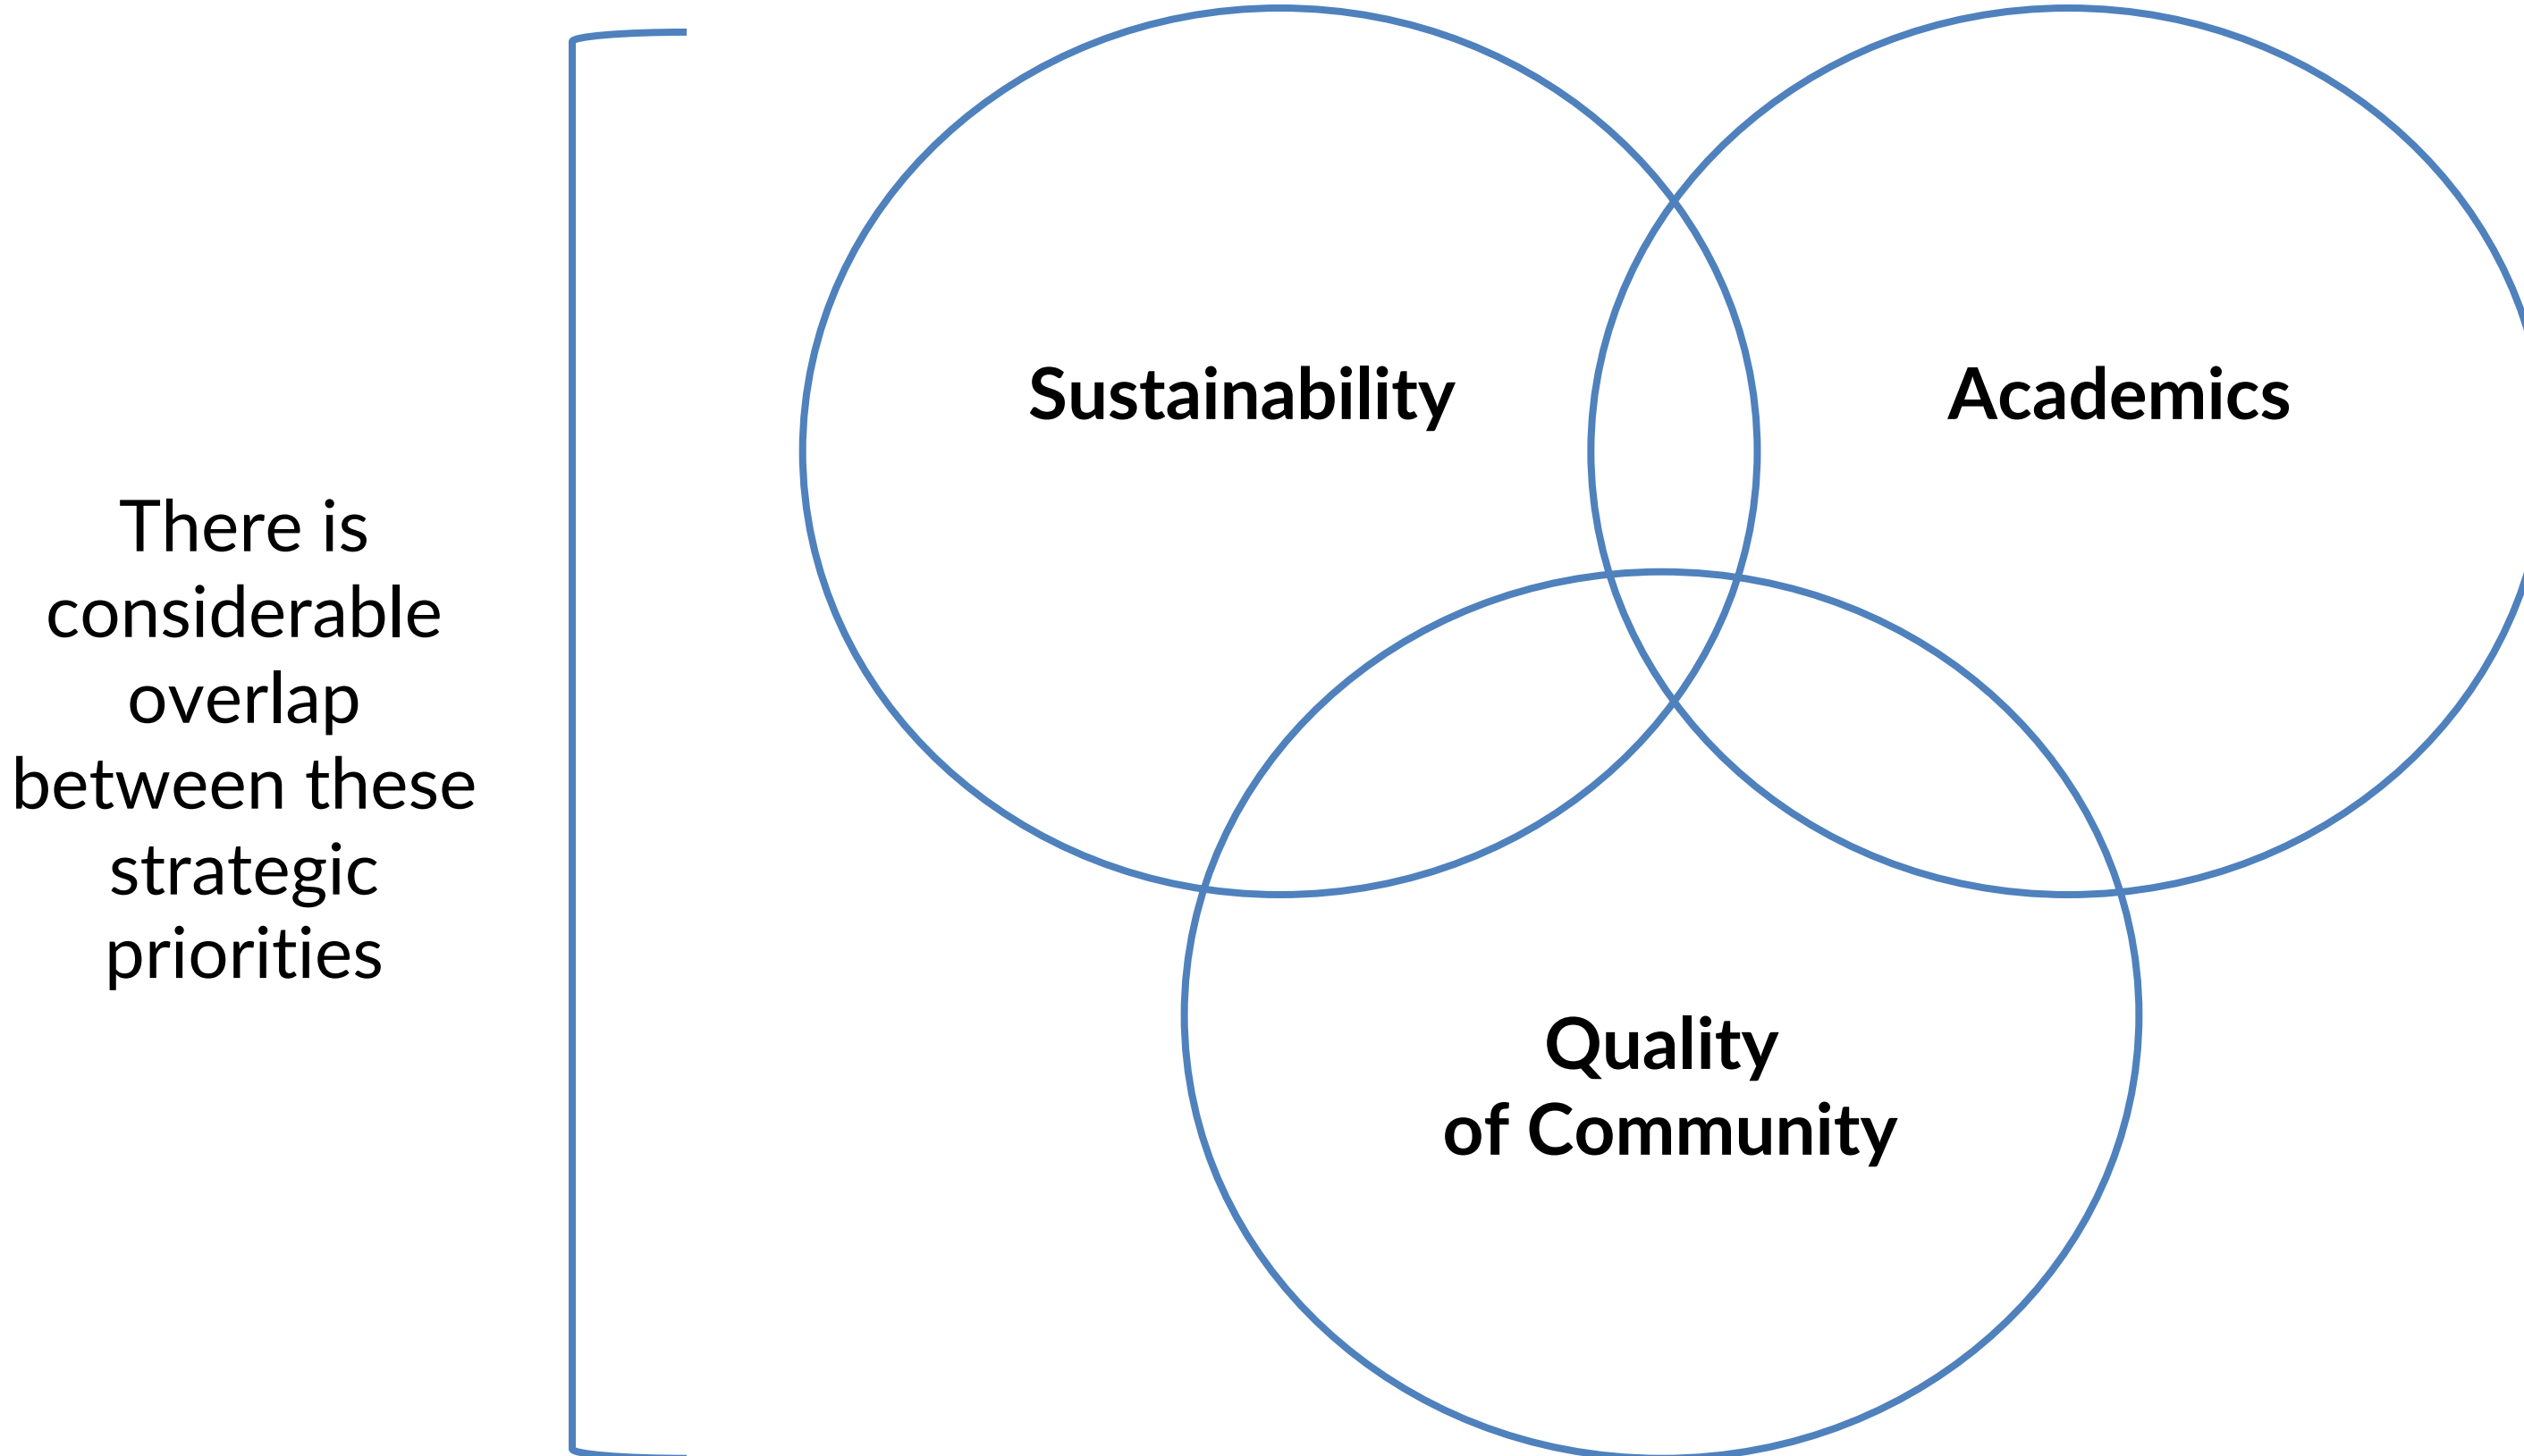 There is
considerable
overlap
between these
strategic
priorities
Sustainability
Academics
Quality
of Community